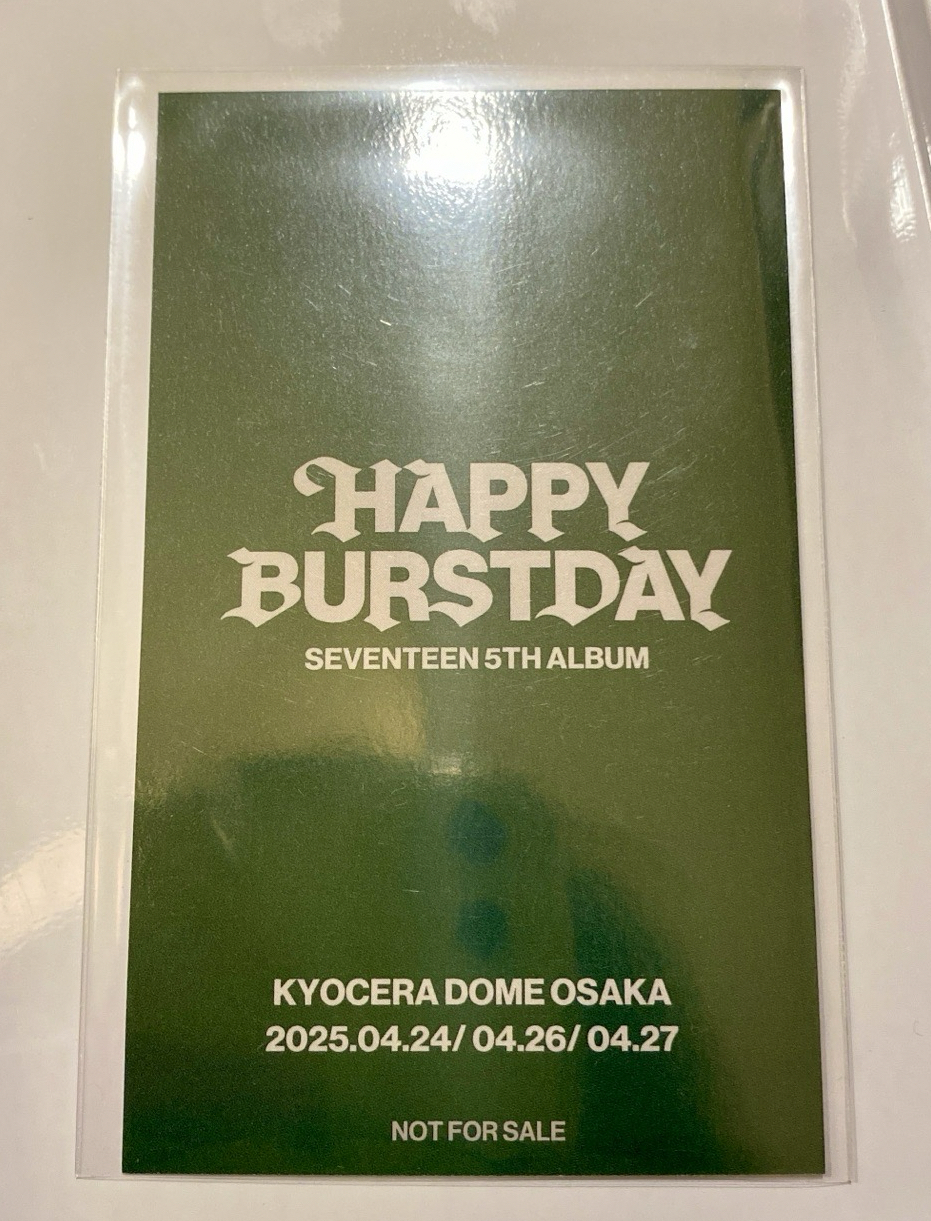 HAPPY
BURSTDAY
SEVENTEEN 5TH ALBUM
KYOCERA DOME OSAKA
2025.04.24/ 04.26/ 04.27
NOT FOR SALE